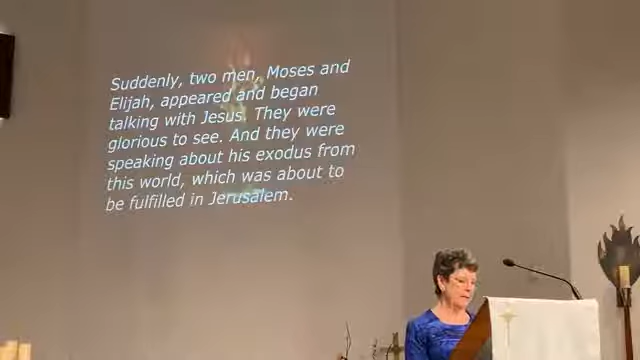 Suddenly, two men, Moses and
Elijah, appeared and began
talking with Jesus. They were
glorious to see. And they were
speaking about his exodus from
this world, which was about to
be fulfilled in Jerusalem.